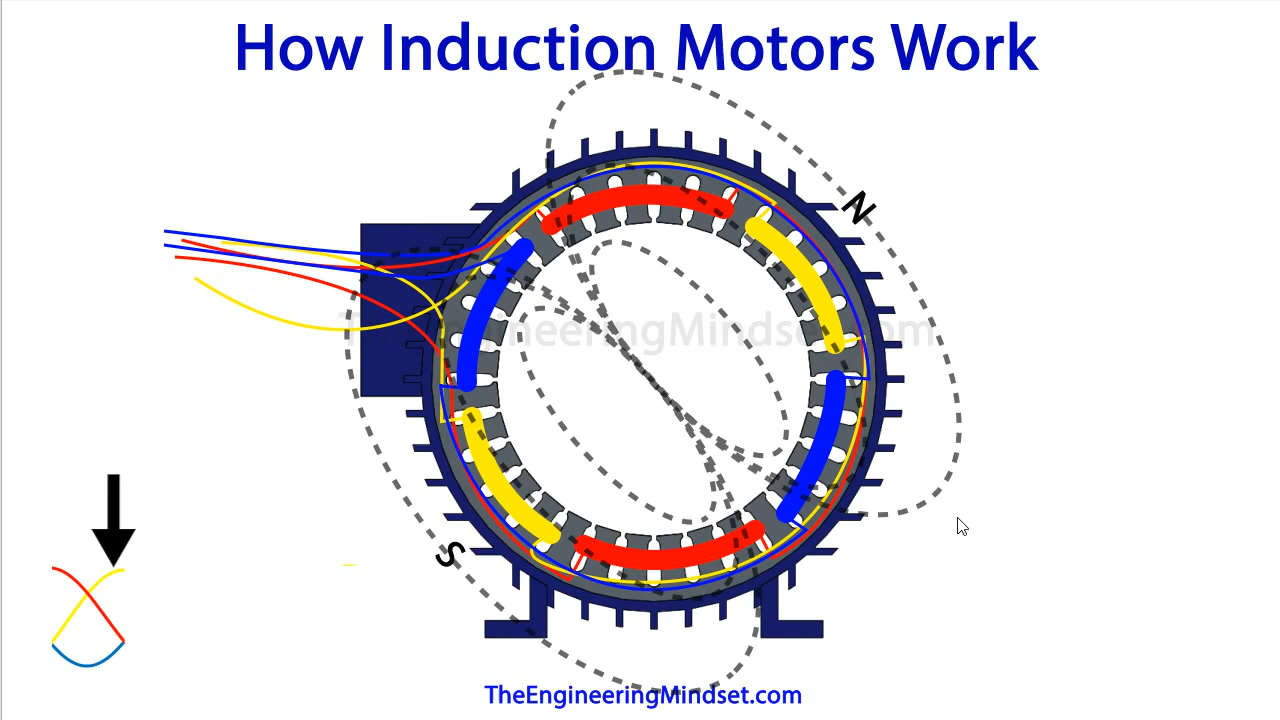 How Induction Motors Work
N
TheEngineeringMindset.com
S
TheEngineeringMindset.com